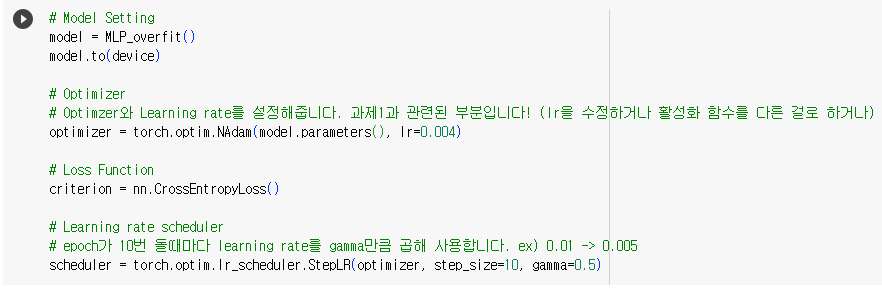 # Model Setting
model = MLP_overfit()
model.to(device)
# Optimizer
# Optimzer와 Learning rate를 설정해줍니다. 과제1과 관련된 부분입니다! (lr을 수정하거나 활성화 함수를 다른 걸로 하거나)
optimizer = torch.optim.NAdam(model.parameters(), lr=0.004)
# Loss Function
criterion = nn.CrossEntropyLoss()
# Learning rate scheduler
# epoch가 10번 돌때마다 learning rate를 gamma만큼 곱해 사용합니다. ex) 0.01 -> 0.005
scheduler = torch.optim.lr_scheduler.StepLR(optimizer, step_size=10, gamma=0.5)